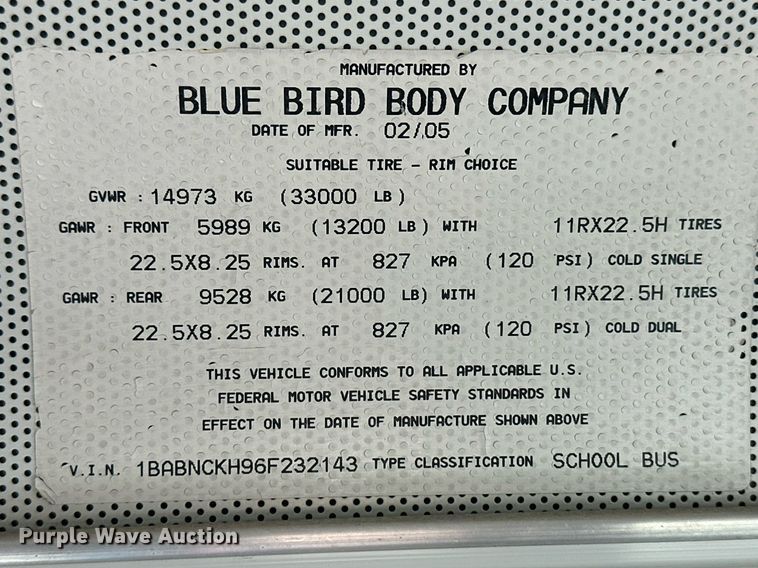 MANUFACTURED BY
BLUE BIRD BODY COMPANY
DATE OF MFR. 02/05
SUITABLE TIRE - RIM CHOICE
GVWR : 14973 KG (33000 LB)
GAWR : FRONT 5989 KG (13200 LB) WITH 11RX22.5H TIRES
22.5X8.25 RIMS. AT 827 KPA (120 PSI) COLD SINGLE
GAWR : REAR 9528 KG (21000 LB) WITH 11RX22.5H TIRES
22.5X8.25 RIMS. AT 827 KPA (120 PSI) COLD DUAL
THIS VEHICLE CONFORMS TO ALL APPLICABLE U.S.
FEDERAL MOTOR VEHICLE SAFETY STANDARDS IN
EFFECT ON THE DATE OF MANUFACTURE SHOWN ABOVE
V.I.N. 1BABNCKH96F232143 TYPE CLASSIFICATION SCHOOL BUS
Purple Wave Auction